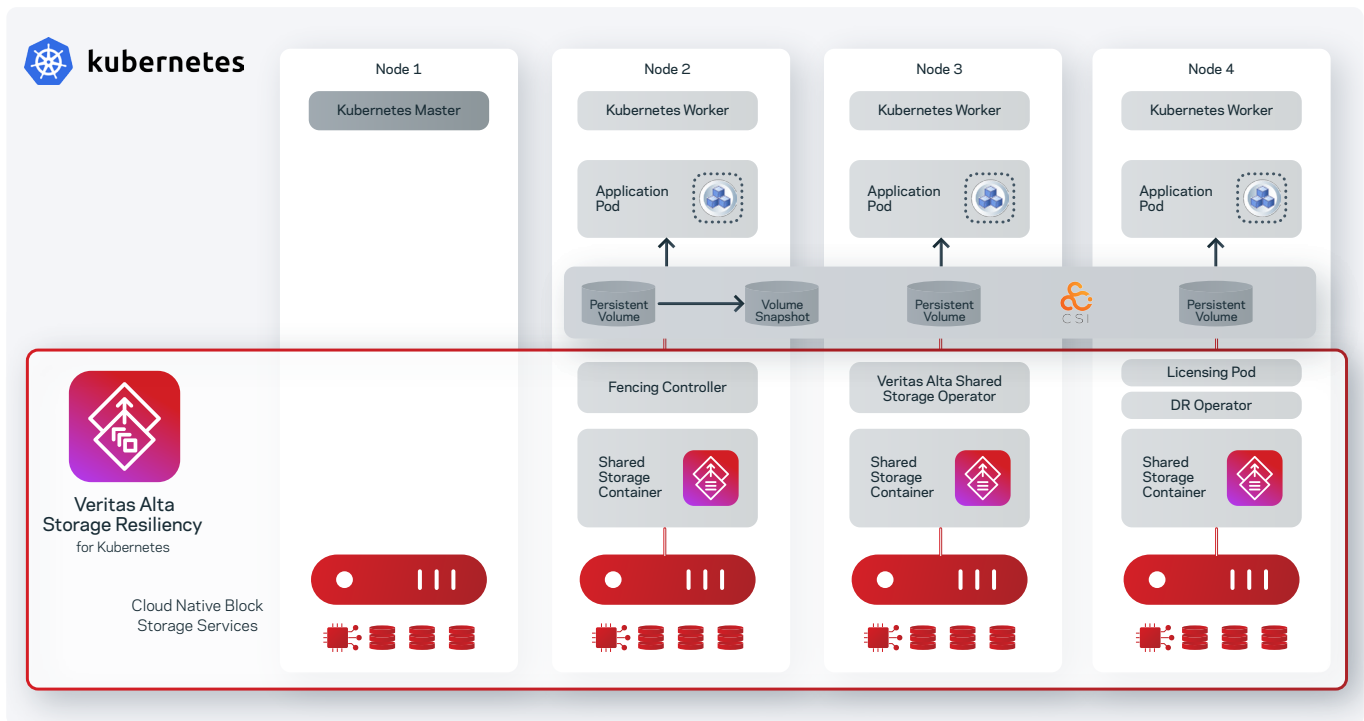 kubernetes
Node 1
Kubernetes Master
Node 2
Kubernetes Worker
Application
Pod
Node 3
Kubernetes Worker
Application
Pod
Node 4
Kubernetes Worker
Application
Pod
Persistent
Volume
Volume
Snapshot
Persistent
Volume
CSI
Persistent
Volume
Veritas Alta
Storage Resiliency
for Kubernetes
Cloud Native Block
Storage Services
Fencing Controller
Shared
Storage
Container
Veritas Alta Shared
Storage Operator
Shared
Storage
Container
Licensing Pod
DR Operator
Shared
Storage
Container